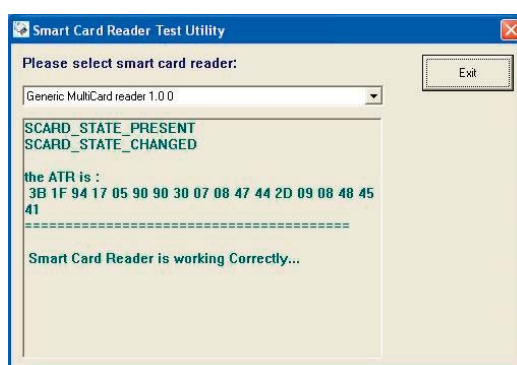 Smart Card Reader Test Utility
Please select smart card reader:
Exit
Generic MultiCard reader 1.0 0
SCARD_STATE_PRESENT
SCARD_STATE_CHANGED
the ATR is :
3B 1F 94 17 05 90 90 30 07 08 47 44 2D 09 08 48 45
41
========================================
Smart Card Reader is working Correctly...